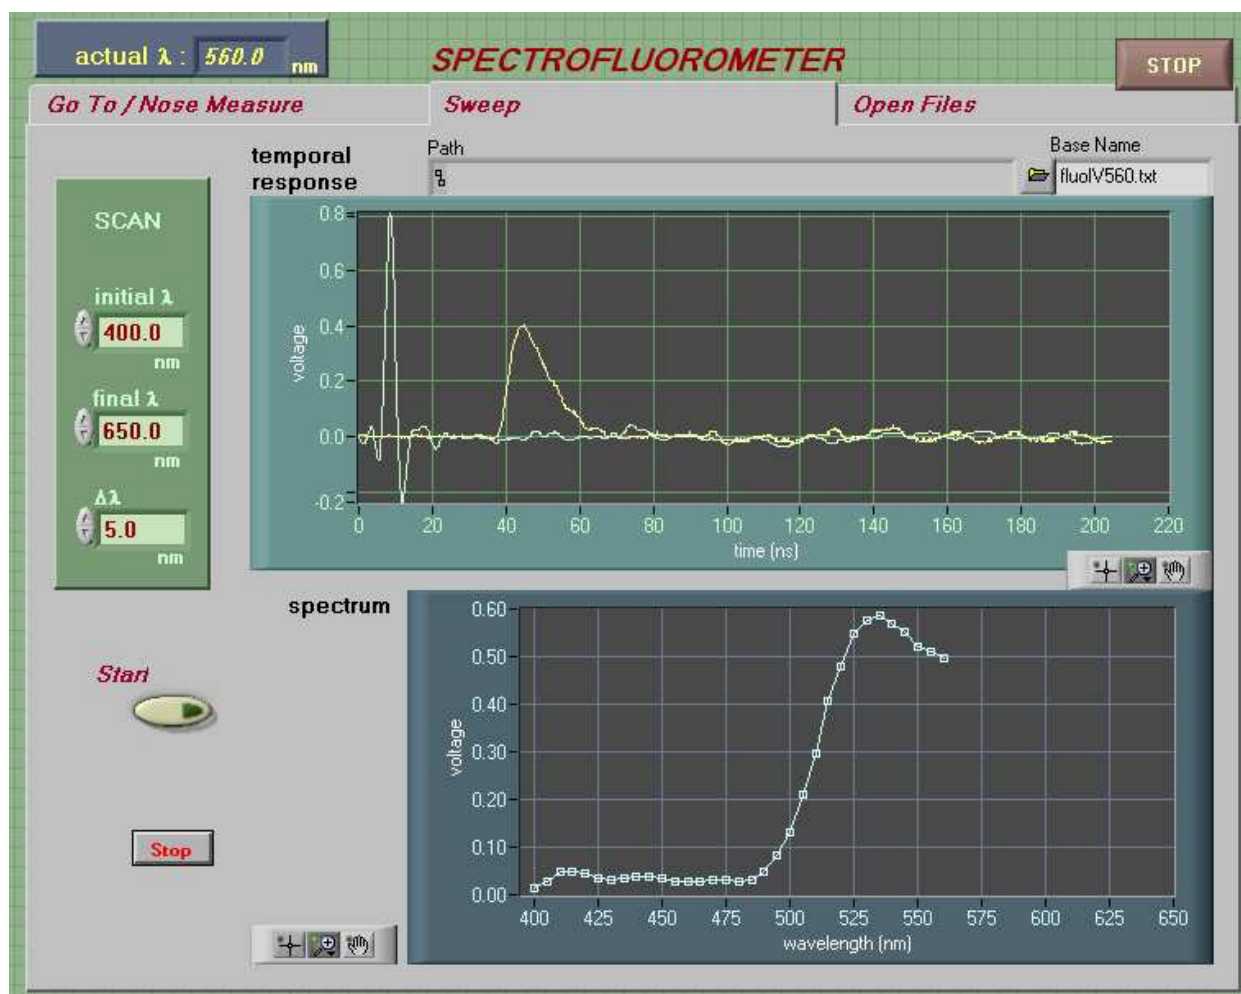 actual λ : 560.0 nm
SPECTROFLUOROMETER
STOP
Go To / Nose Measure
Sweep
Open Files
temporal
response
Path
Base Name
fluoIV560.txt
SCAN
initial λ
400.0
nm
final λ
650.0
nm
Δλ
5.0
nm
0.8
0.6
0.4
0.2
0.0
-0.2
voltage
0 20 40 60 80 100 120 140 160 180 200 220
time (ns)
spectrum
0.60
0.50
0.40
0.30
0.20
0.10
0.00
voltage
400 425 450 475 500 525 550 575 600 625 650
wavelength (nm)
Start
Stop